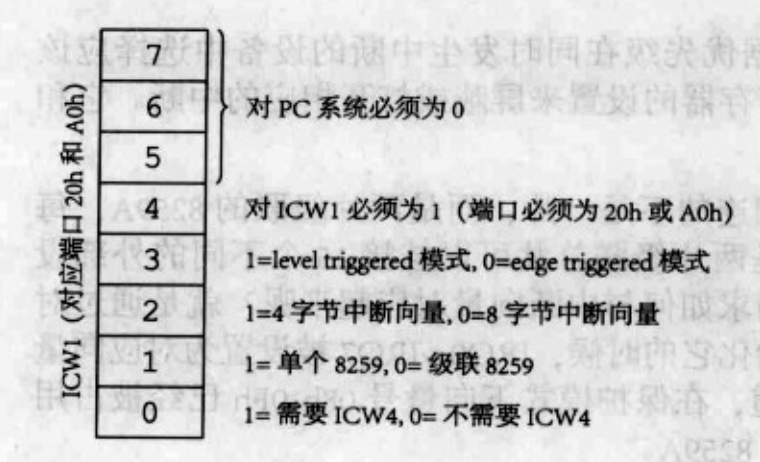 ICW1（对应端口 20h 和 A0h）
7
6
对 PC 系统必须为 0
5
4
对 ICW1 必须为 1（端口必须为 20h 或 A0h）
3
1=level triggered 模式, 0=edge triggered 模式
2
1=4 字节中断向量, 0=8 字节中断向量
1
1= 单个 8259, 0= 级联 8259
0
1= 需要 ICW4, 0= 不需要 ICW4